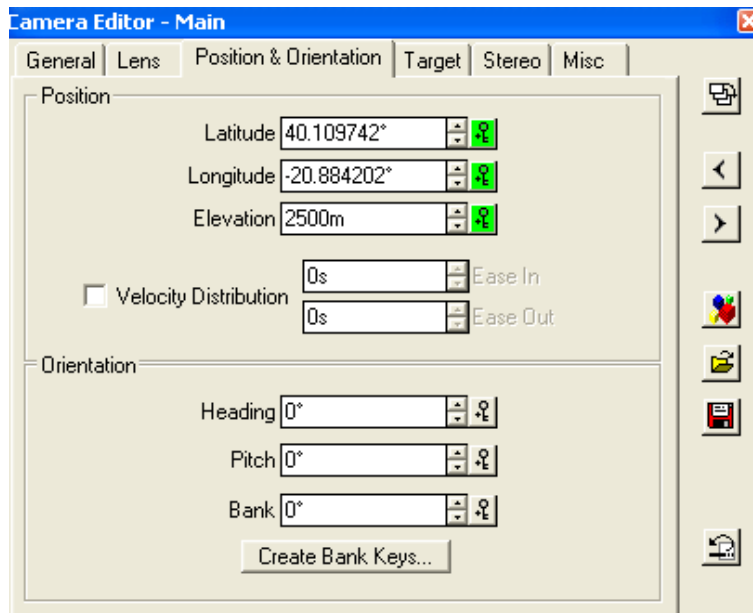 Camera Editor - Main
General Lens Position & Orientation Target Stereo Misc
Position
Latitude 40.109742°
Longitude -20.884202°
Elevation 2500m
Velocity Distribution
0s Ease In
0s Ease Out
Orientation
Heading 0°
Pitch 0°
Bank 0°
Create Bank Keys...